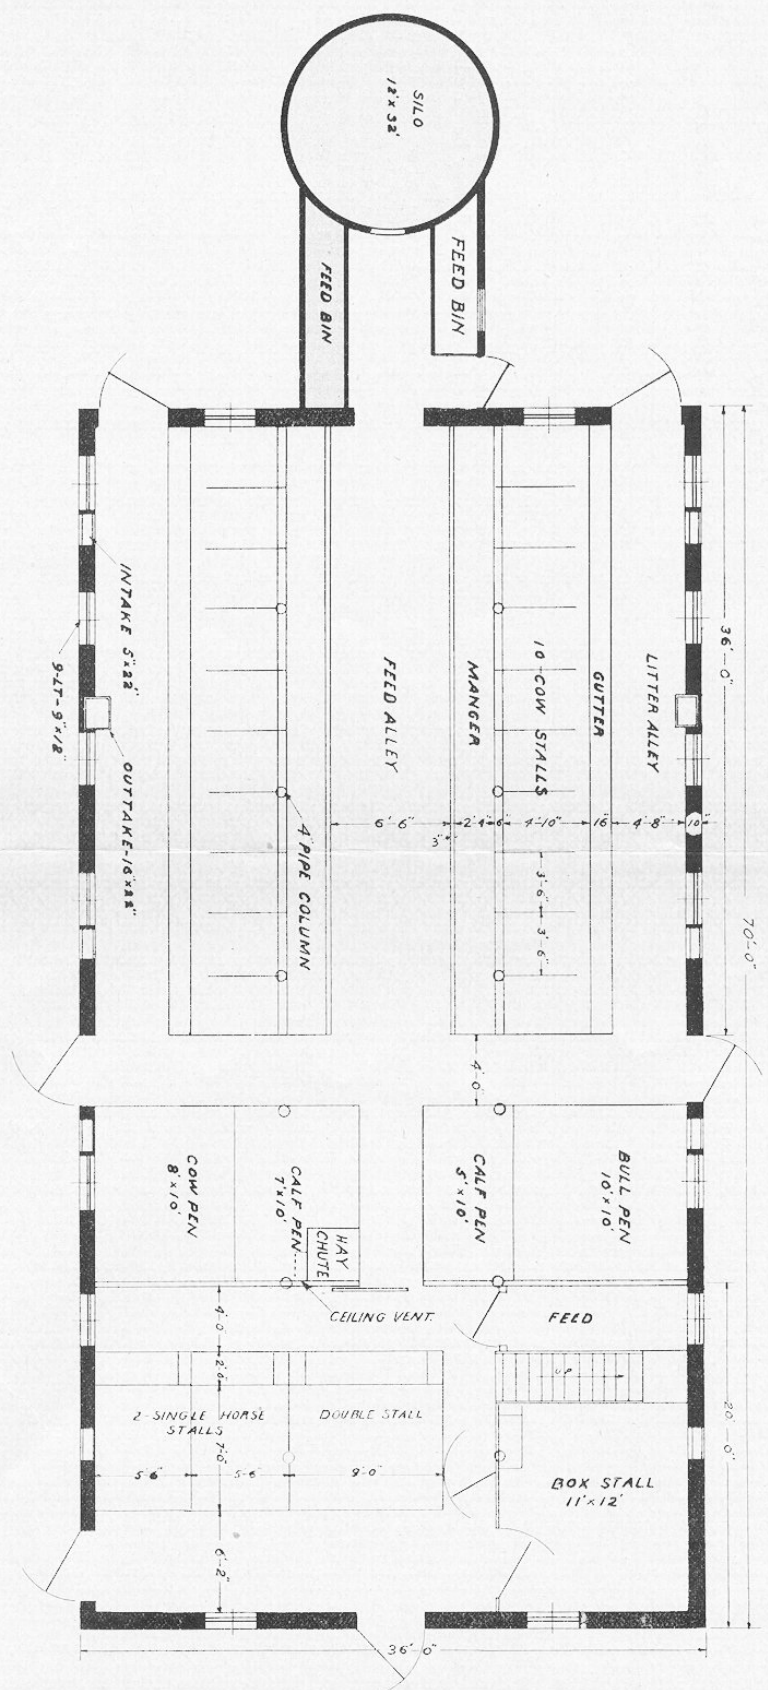 SILO
12' x 32'
FEED BIN
FEED BIN
INTAKE 5"x22"
9-LT-9"x18"
OUTTAKE-16"x22"
FEED ALLEY
MANGER
10-COW STALLS
GUTTER
LITTER ALLEY
36'-0"
70'-0"
6'-6"
3"
2'-4"
6"
4'-10"
16"
4'-8"
10"
4" PIPE COLUMN
3'-6"
3'-6"
4'-0"
COW PEN
8'x10'
CALF PEN
7'x10'
HAY
CHUTE
CALF PEN
5'x10'
BULL PEN
10'x10'
CEILING VENT.
FEED
4'-0"
2'-0"
UP
2-SINGLE HORSE
STALLS
DOUBLE STALL
7'-0"
5'-6"
5'-6"
9'-0"
BOX STALL
11'x12'
20'-0"
6'-2"
36'-0"